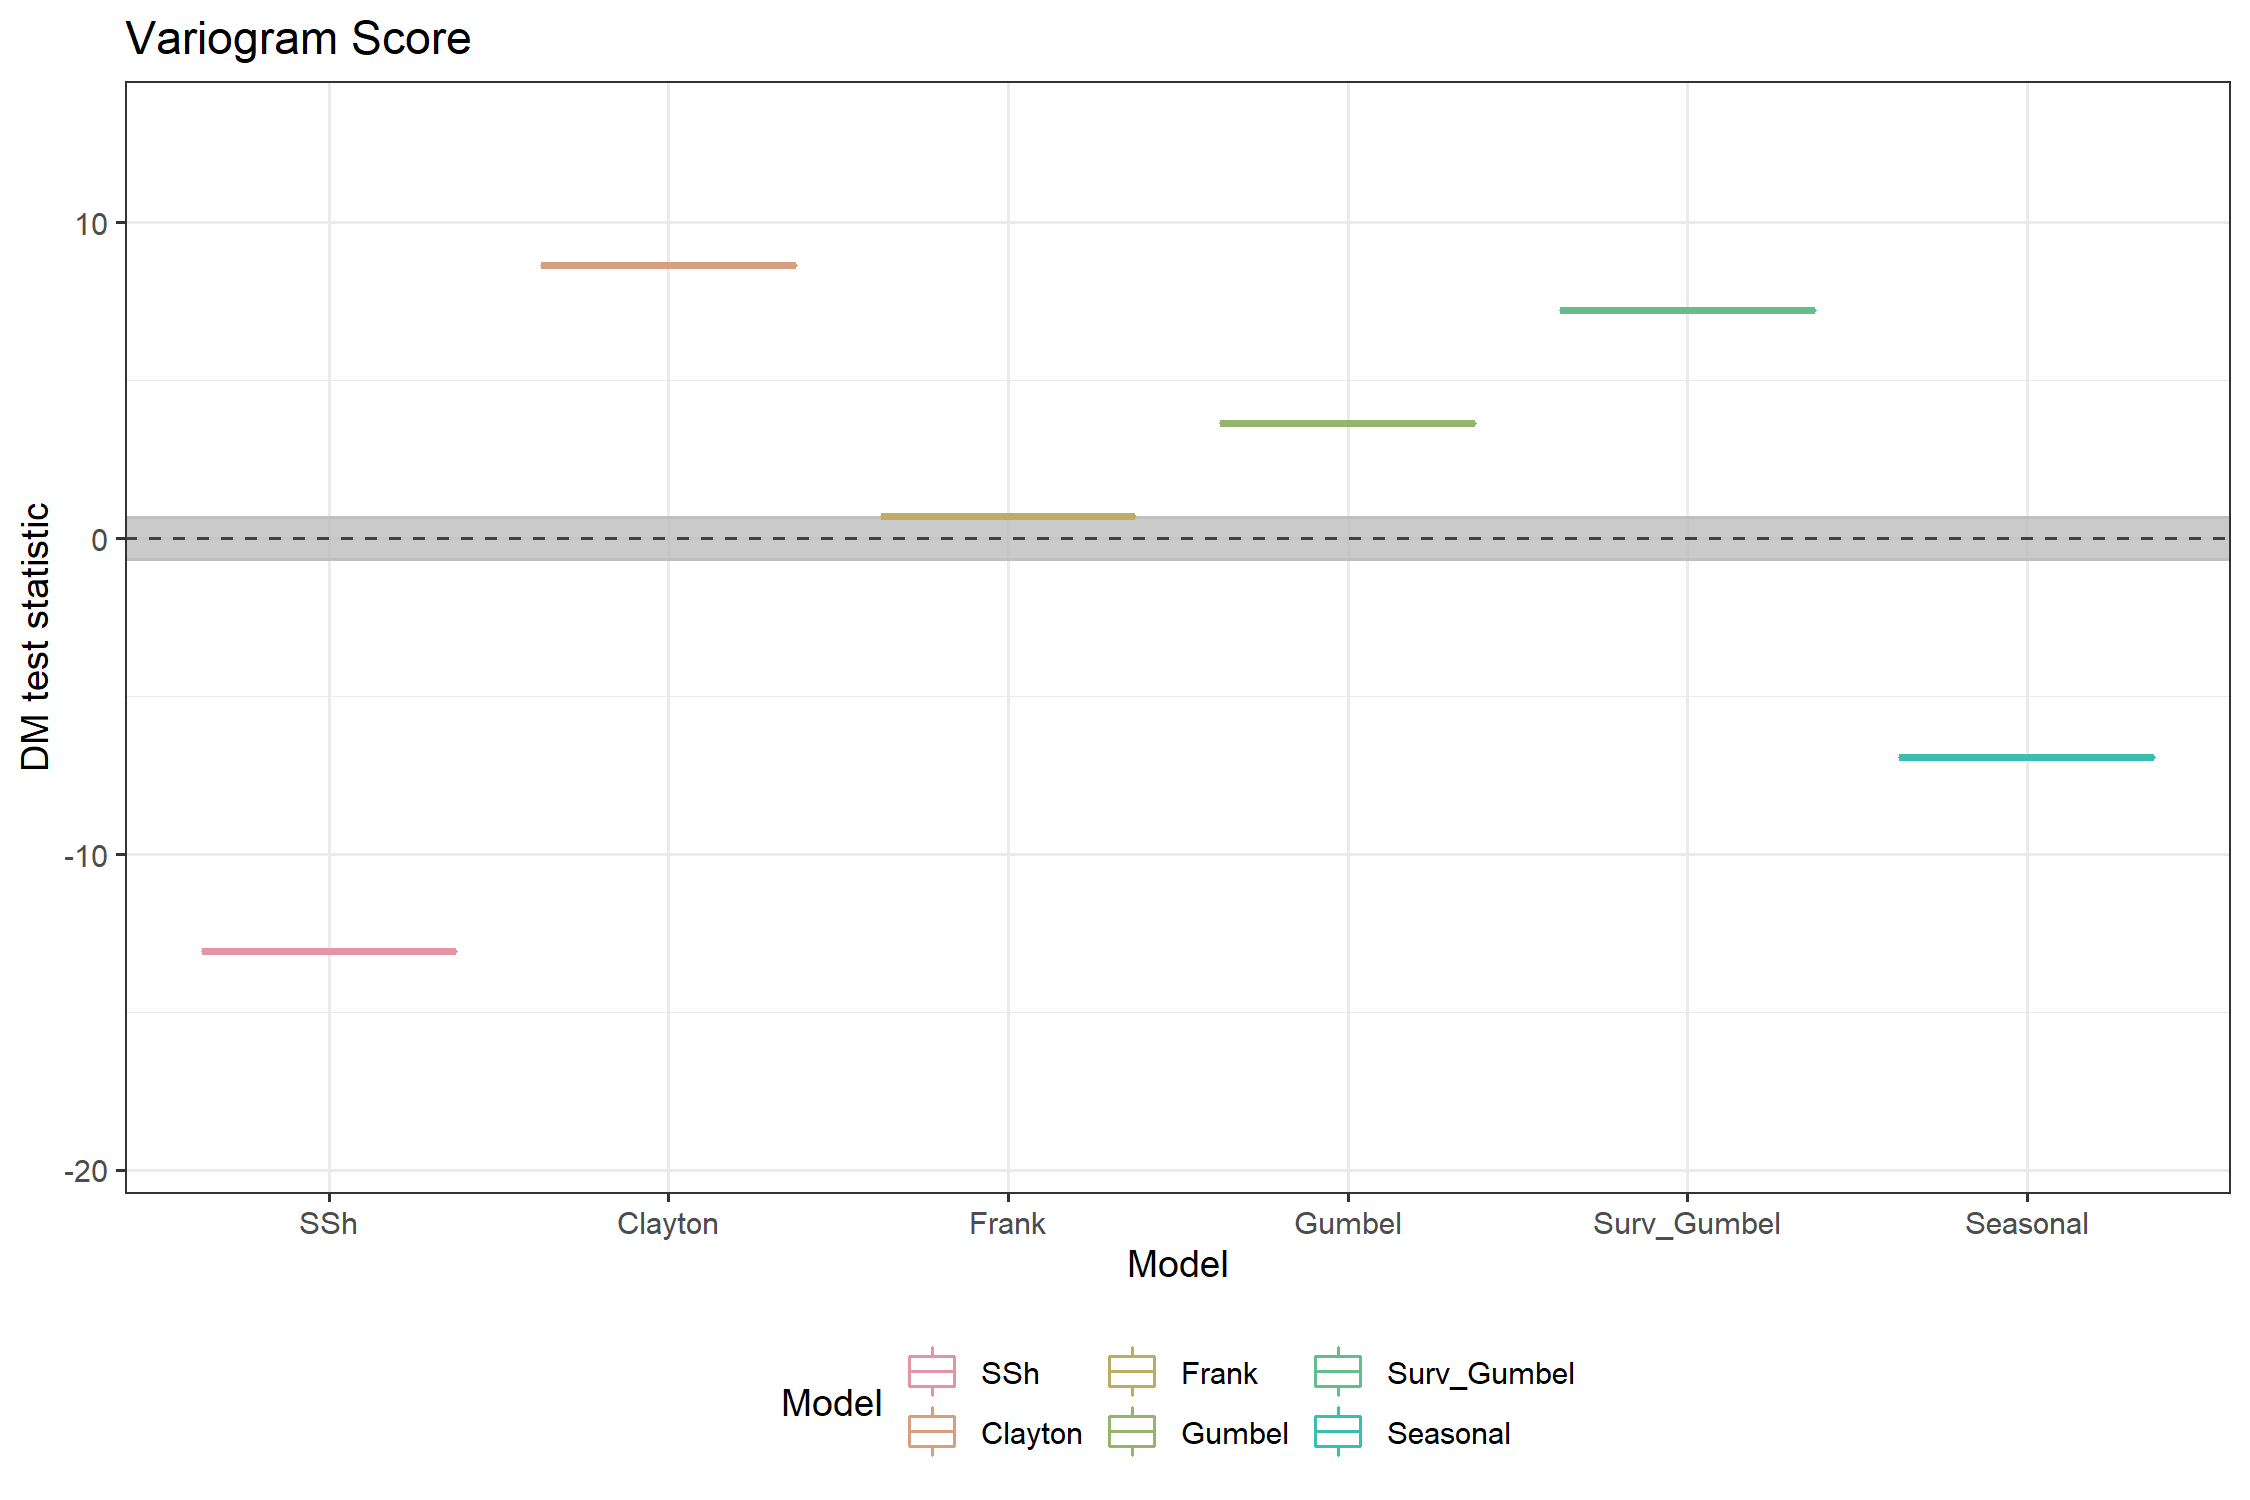 Variogram Score
DM test statistic
10
0
-10
-20
SSh Clayton Frank Gumbel Surv_Gumbel Seasonal
Model
Model
SSh Frank Surv_Gumbel
Clayton Gumbel Seasonal